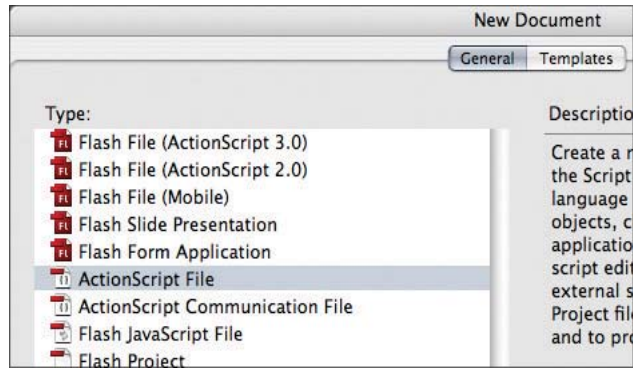 New Document
General Templates
Type:
Flash File (ActionScript 3.0)
Flash File (ActionScript 2.0)
Flash File (Mobile)
Flash Slide Presentation
Flash Form Application
ActionScript File
ActionScript Communication File
Flash JavaScript File
Flash Project
Descriptio
Create a
the Script
language
objects, c
applicatio
script edit
external s
Project file
and to pro